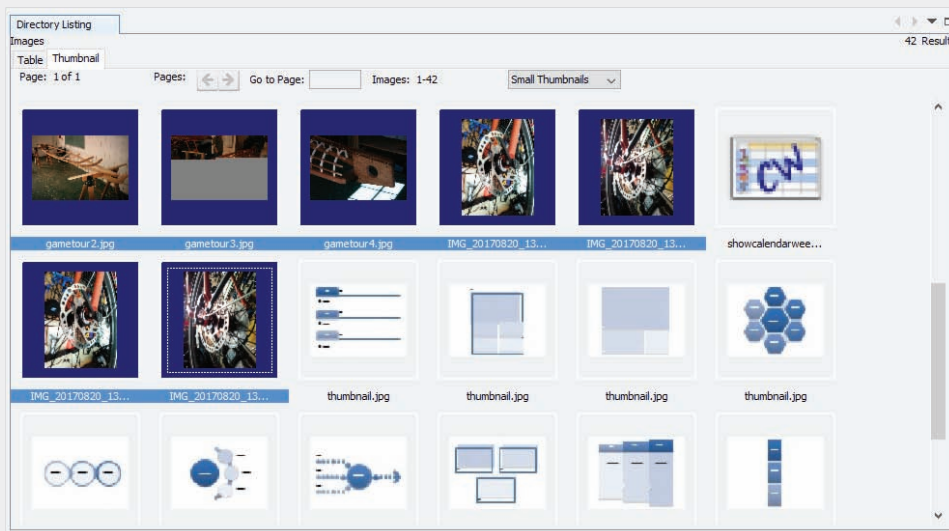 Directory Listing
Images
42 Result
Table Thumbnail
Page: 1 of 1 Pages: Go to Page: Images: 1-42 Small Thumbnails
CW
gametour2.jpg gametour3.jpg gametour4.jpg IMG_20170820_13... IMG_20170820_13... showcalendarwee...
IMG_20170820_13... IMG_20170820_13... thumbnail.jpg thumbnail.jpg thumbnail.jpg thumbnail.jpg